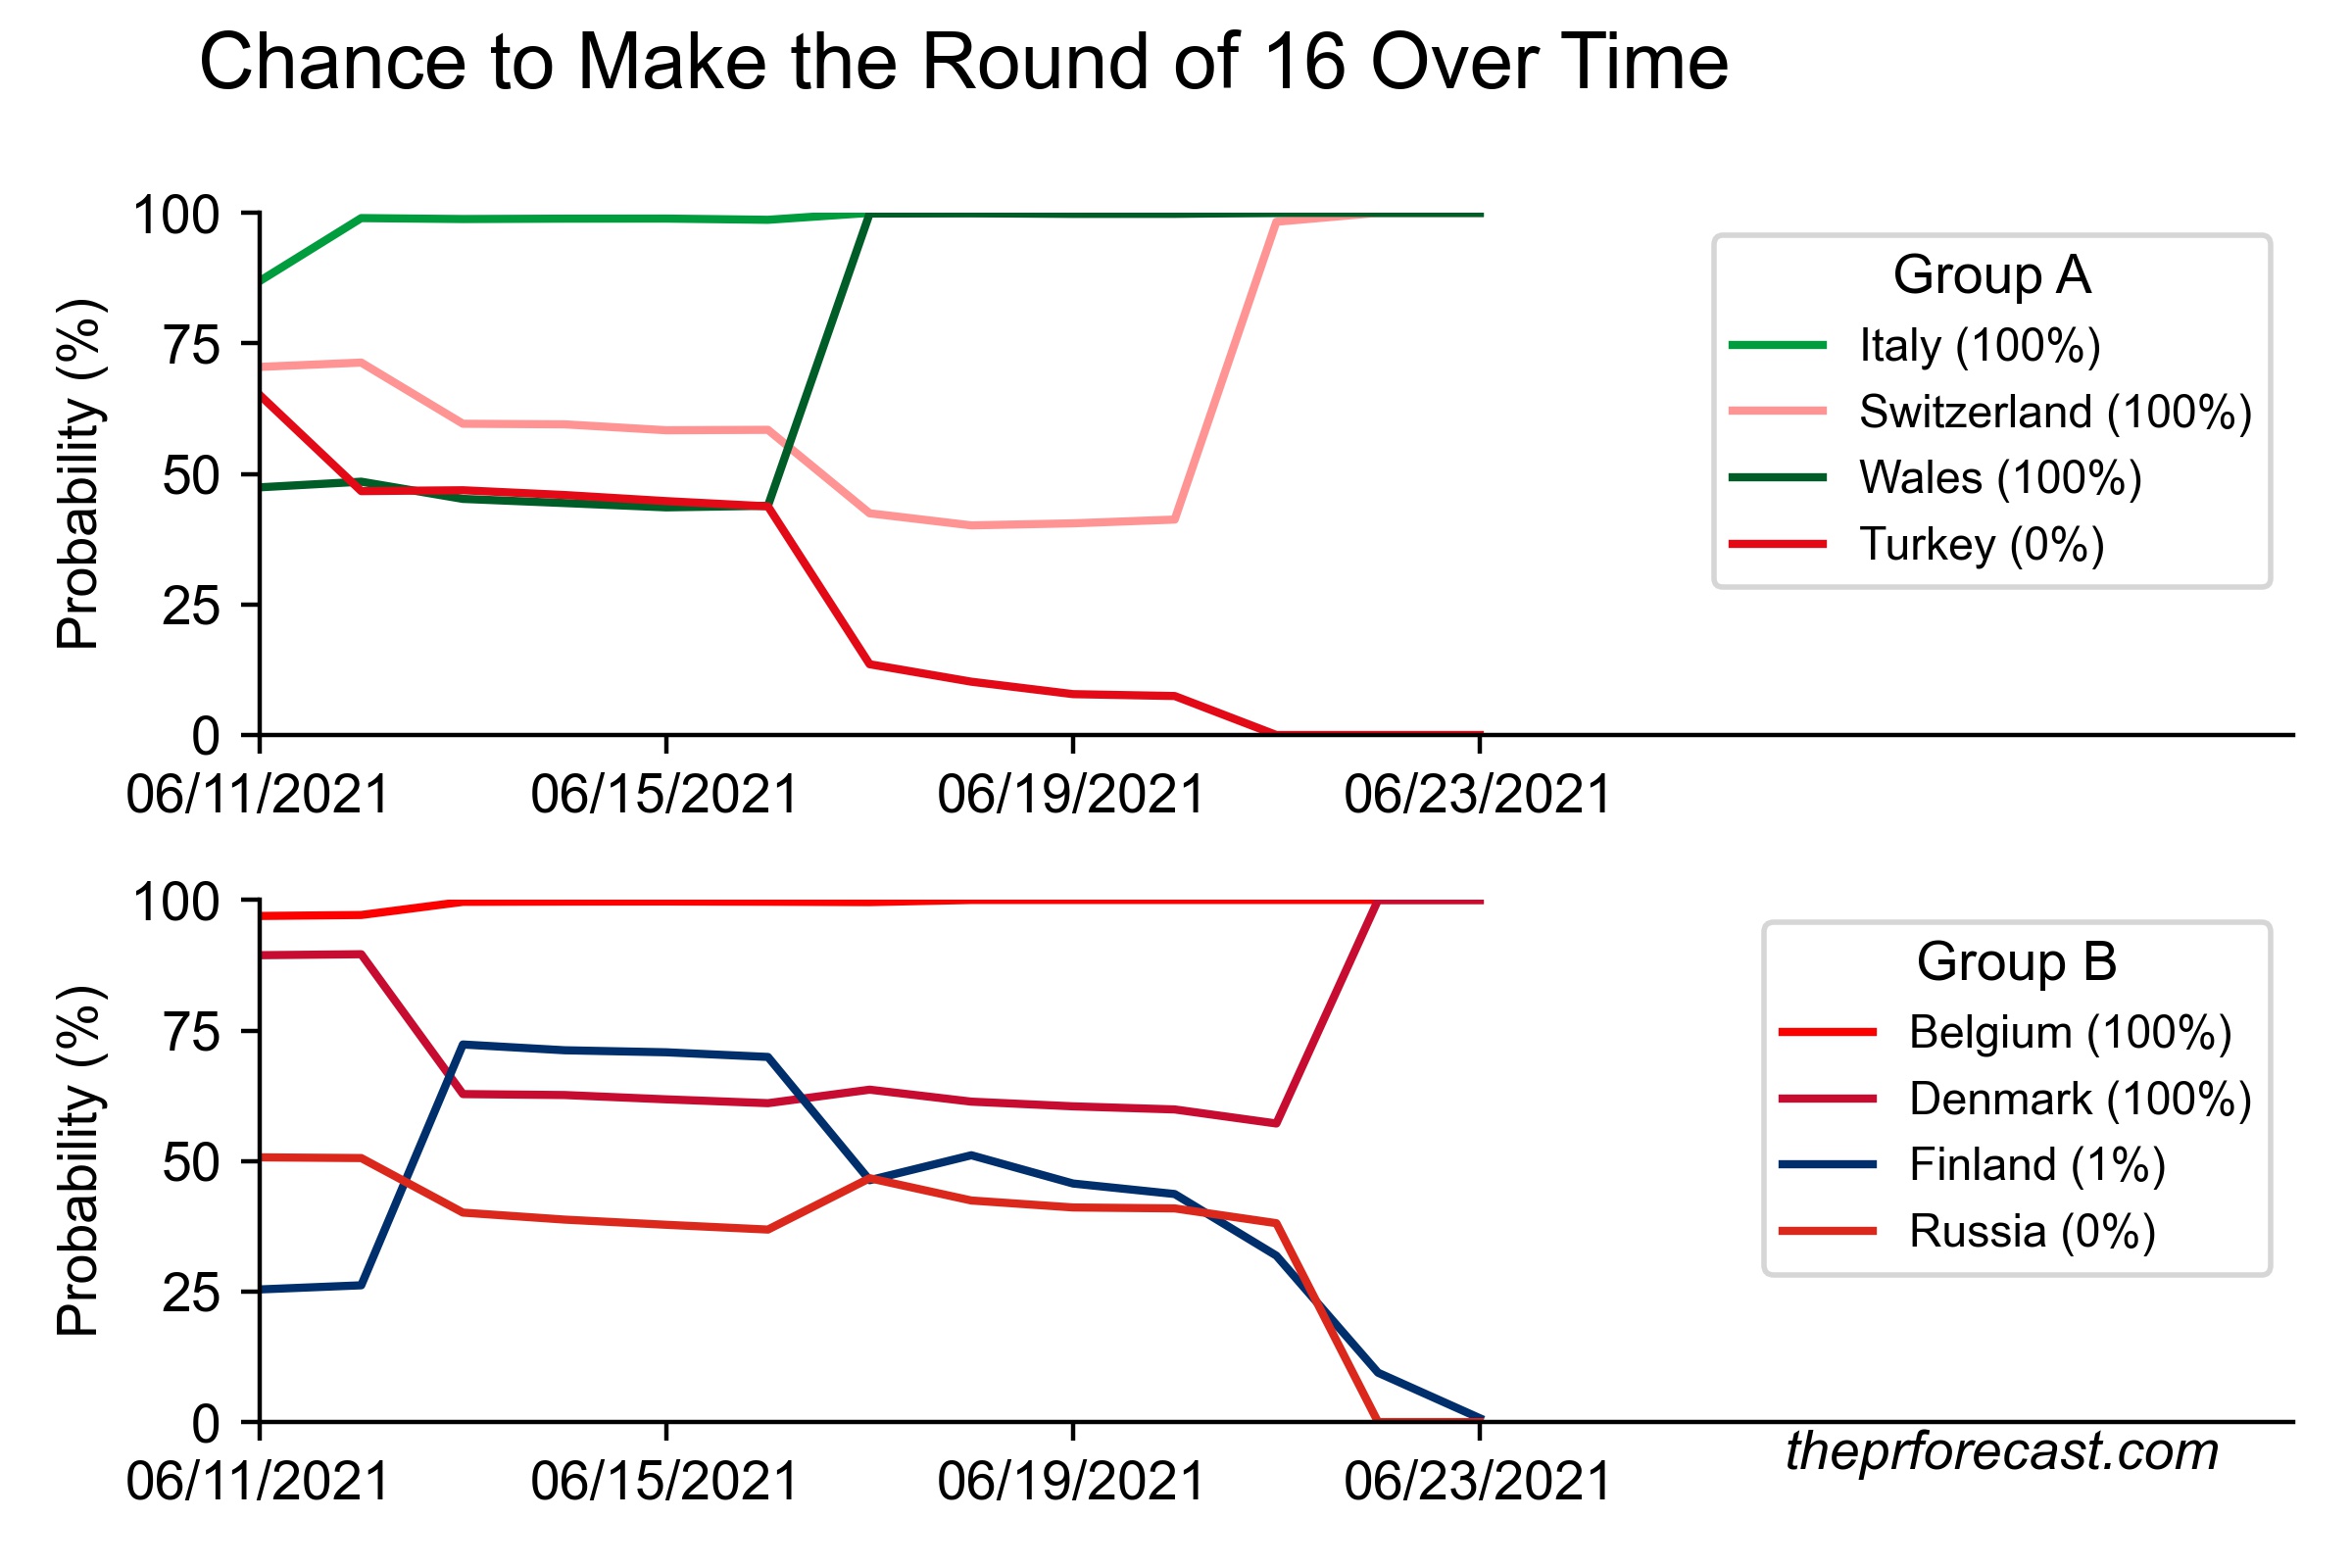 Chance to Make the Round of 16 Over Time
Probability (%)
100
75
50
25
0
06/11/2021 06/15/2021 06/19/2021 06/23/2021
Group A
Italy (100%)
Switzerland (100%)
Wales (100%)
Turkey (0%)
Probability (%)
100
75
50
25
0
06/11/2021 06/15/2021 06/19/2021 06/23/2021
Group B
Belgium (100%)
Denmark (100%)
Finland (1%)
Russia (0%)
theprforecast.com